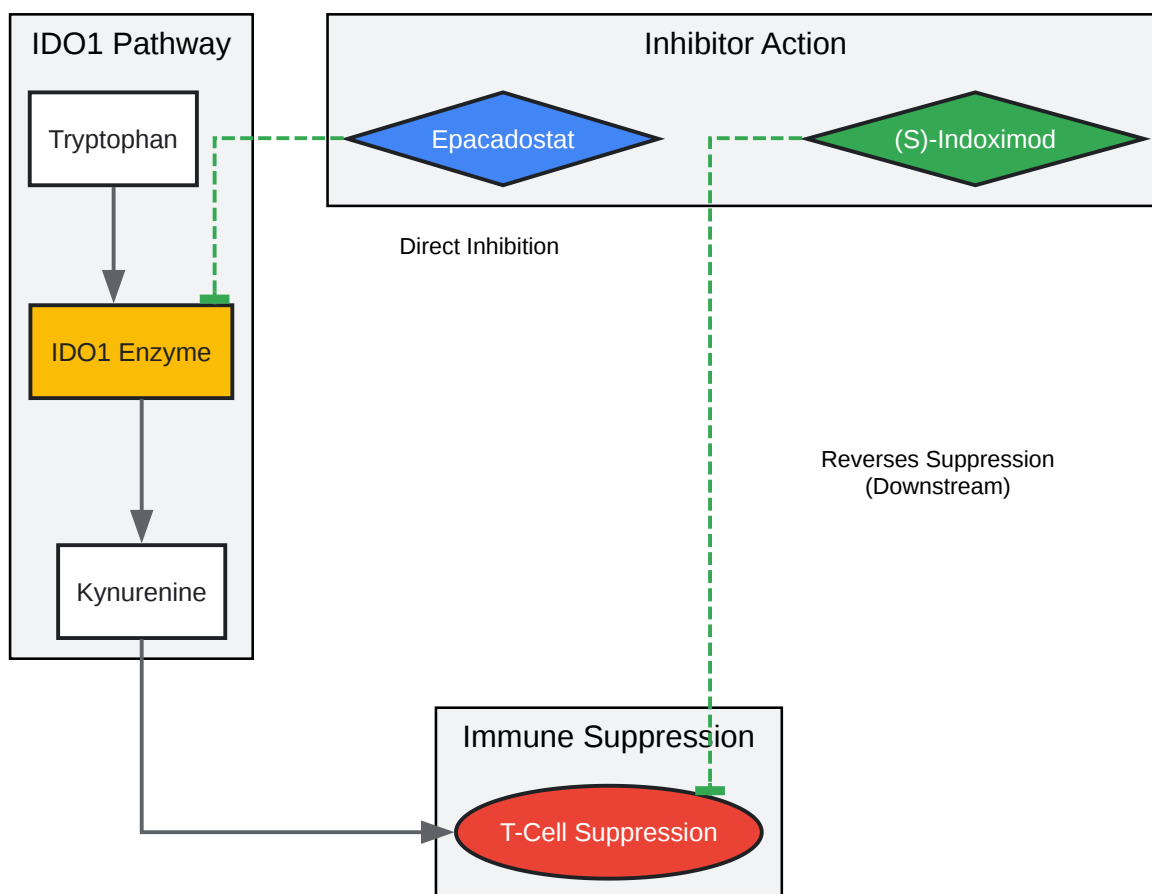 IDO1 Pathway
Inhibitor Action
Tryptophan
Epacadostat
(S)-Indoximod
Direct Inhibition
IDO1 Enzyme
Reverses Suppression
(Downstream)
Kynurenine
Immune Suppression
T-Cell Suppression